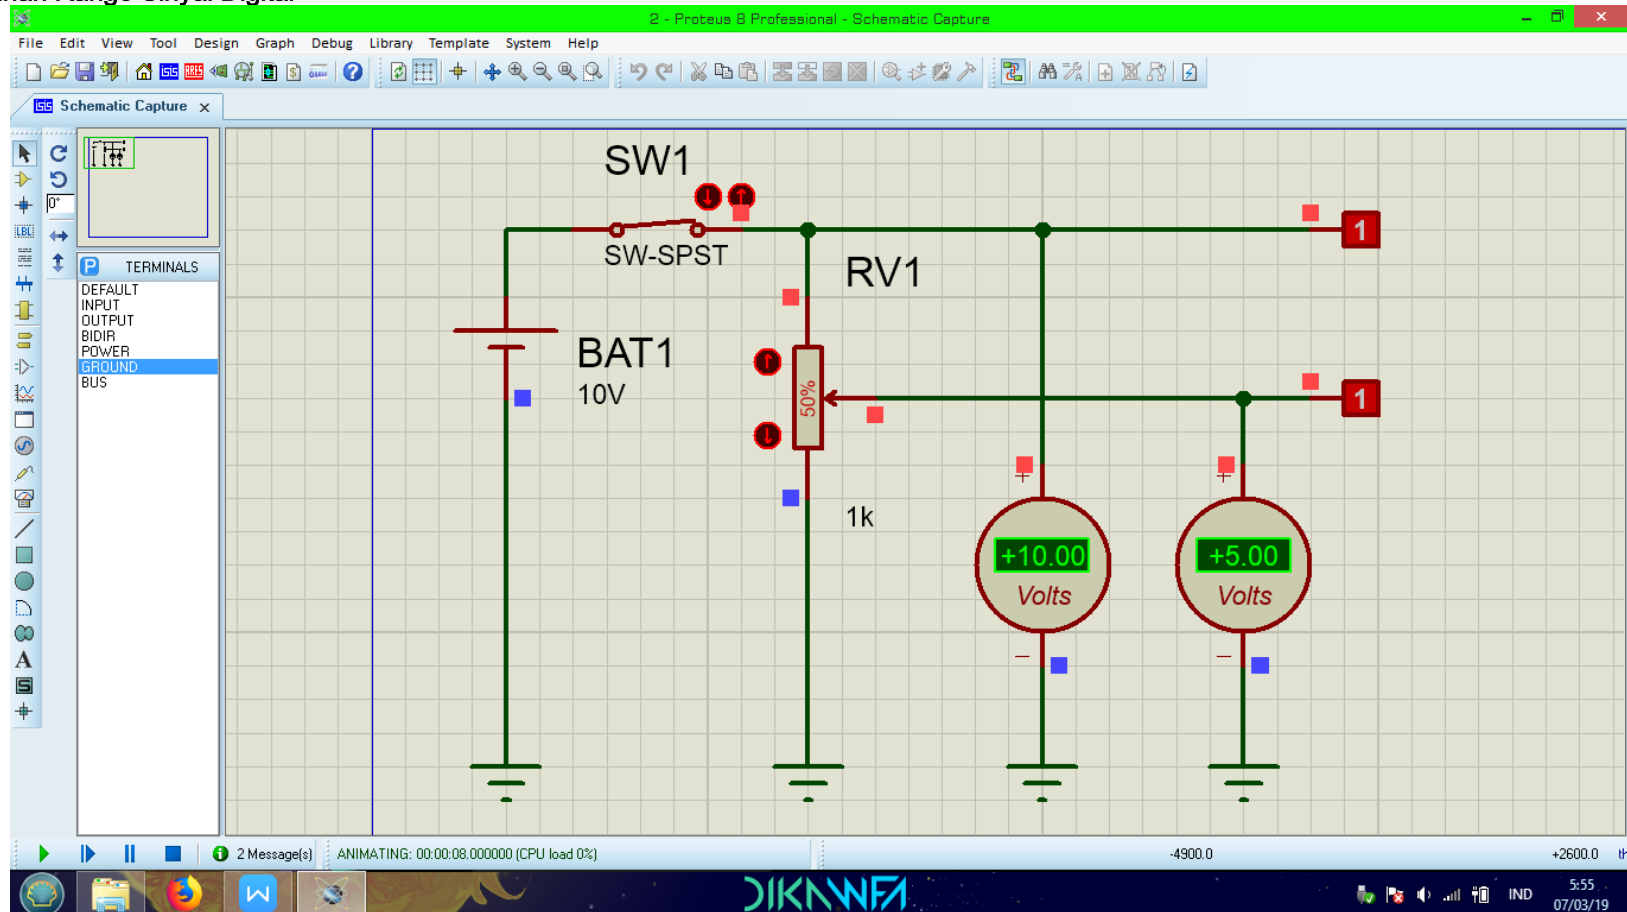 2 - Proteus 8 Professional - Schematic Capture
File Edit View Tool Design Graph Debug Library Template System Help
Schematic Capture x
0°
LBL
P TERMINALS
DEFAULT
INPUT
OUTPUT
BIDIR
POWER
GROUND
BUS
A
S
SW1
SW-SPST
RV1
BAT1
10V
50%
1k
1
1
+
+10.00
Volts
−
+
+5.00
Volts
−
2 Message(s)
ANIMATING: 00:00:08.000000 (CPU load 0%)
-4900.0
+2600.0
th
DIKAWFA
IND
5:55
07/03/19